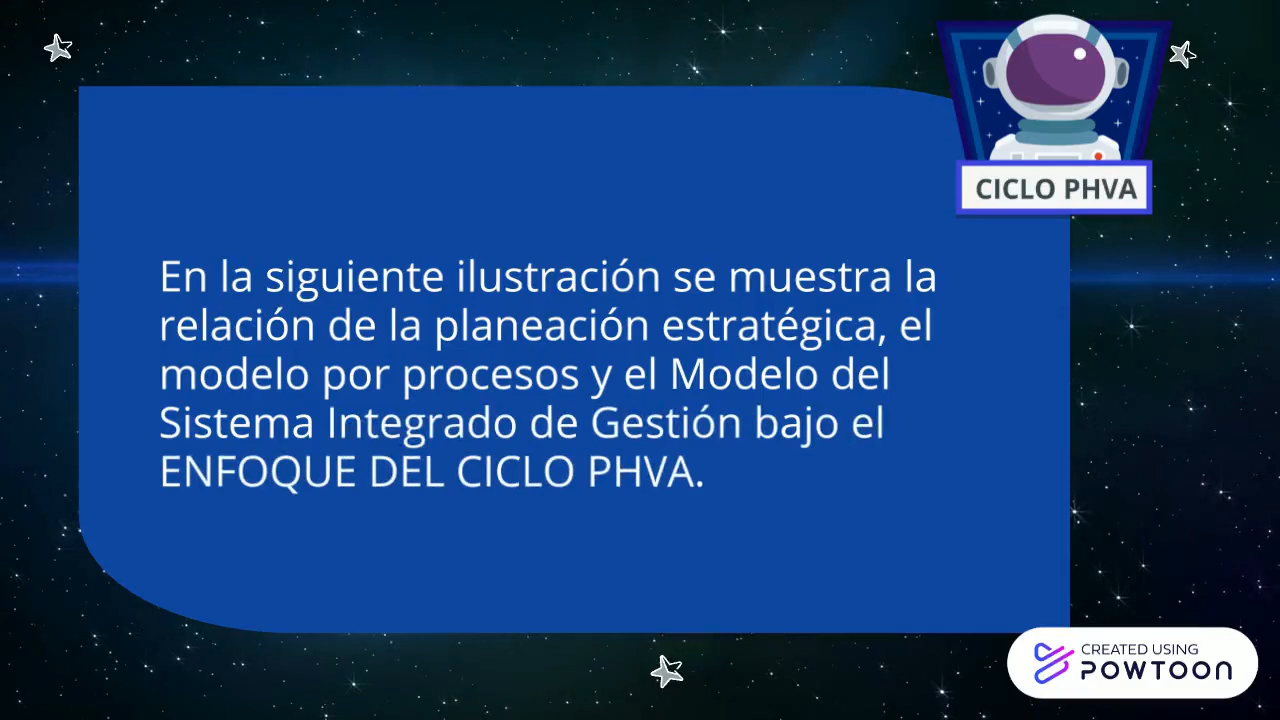 CICLO PHVA
En la siguiente ilustración se muestra la
relación de la planeación estratégica, el
modelo por procesos y el Modelo del
Sistema Integrado de Gestión bajo el
ENFOQUE DEL CICLO PHVA.
CREATED USING
POWTOON